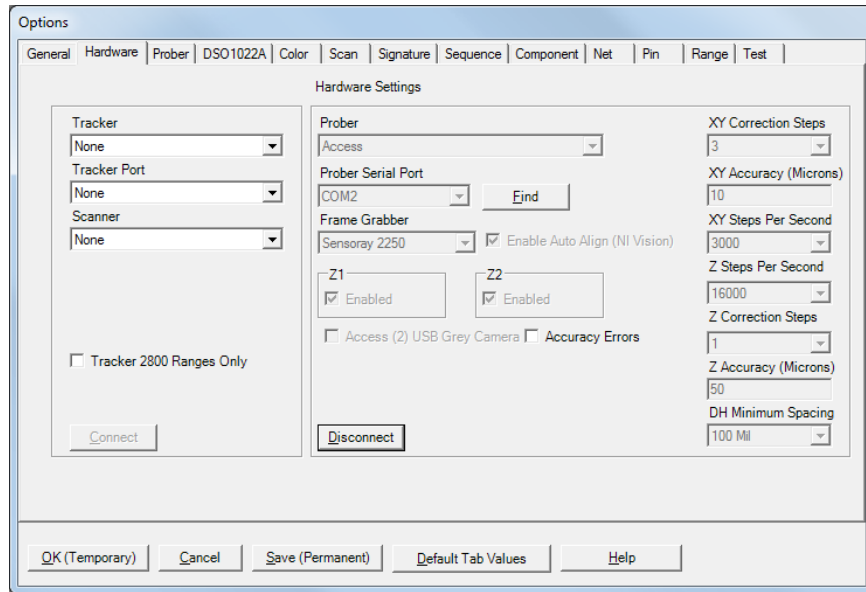 Options
General Hardware Prober DSO1022A Color Scan Signature Sequence Component Net Pin Range Test
Hardware Settings
Tracker
None
Tracker Port
None
Scanner
None
Tracker 2800 Ranges Only
Connect
Prober
Access
Prober Serial Port
COM2 Find
Frame Grabber
Sensoray 2250 Enable Auto Align (NI Vision)
Z1 Z2
Enabled Enabled
Access (2) USB Grey Camera Accuracy Errors
Disconnect
XY Correction Steps
3
XY Accuracy (Microns)
10
XY Steps Per Second
3000
Z Steps Per Second
16000
Z Correction Steps
1
Z Accuracy (Microns)
50
DH Minimum Spacing
100 Mil
OK (Temporary) Cancel Save (Permanent) Default Tab Values Help